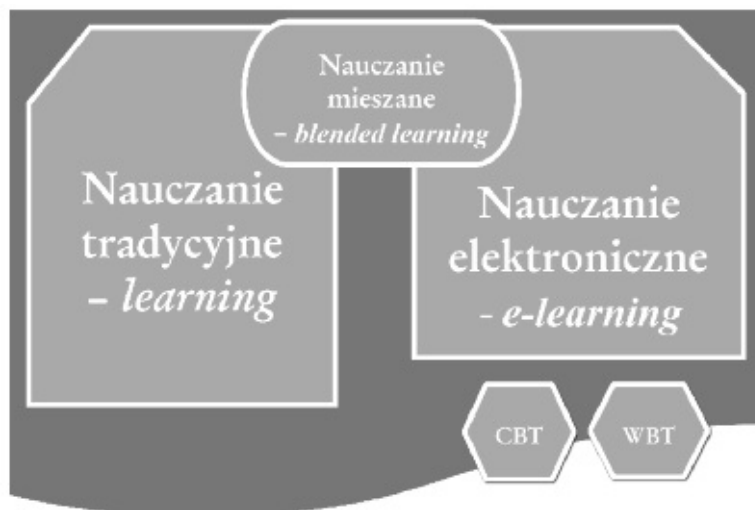 Nauczanie
mieszane
– blended learning
Nauczanie
tradycyjne
– learning
Nauczanie
elektroniczne
- e-learning
CBT
WBT